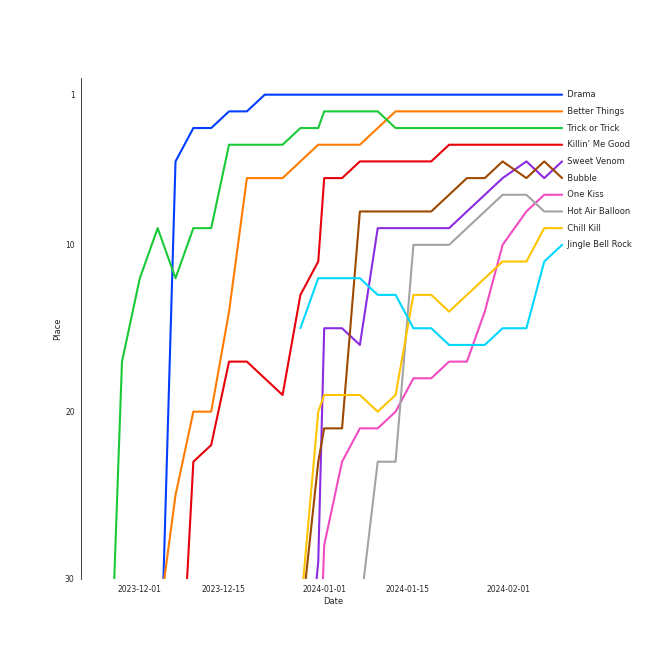 1
Drama
Better Things
Trick or Trick
Killin' Me Good
Sweet Venom
Bubble
One Kiss
Hot Air Balloon
Chill Kill
Jingle Bell Rock
10
Place
20
30
2023-12-01
2023-12-15
2024-01-01
2024-01-15
2024-02-01
Date